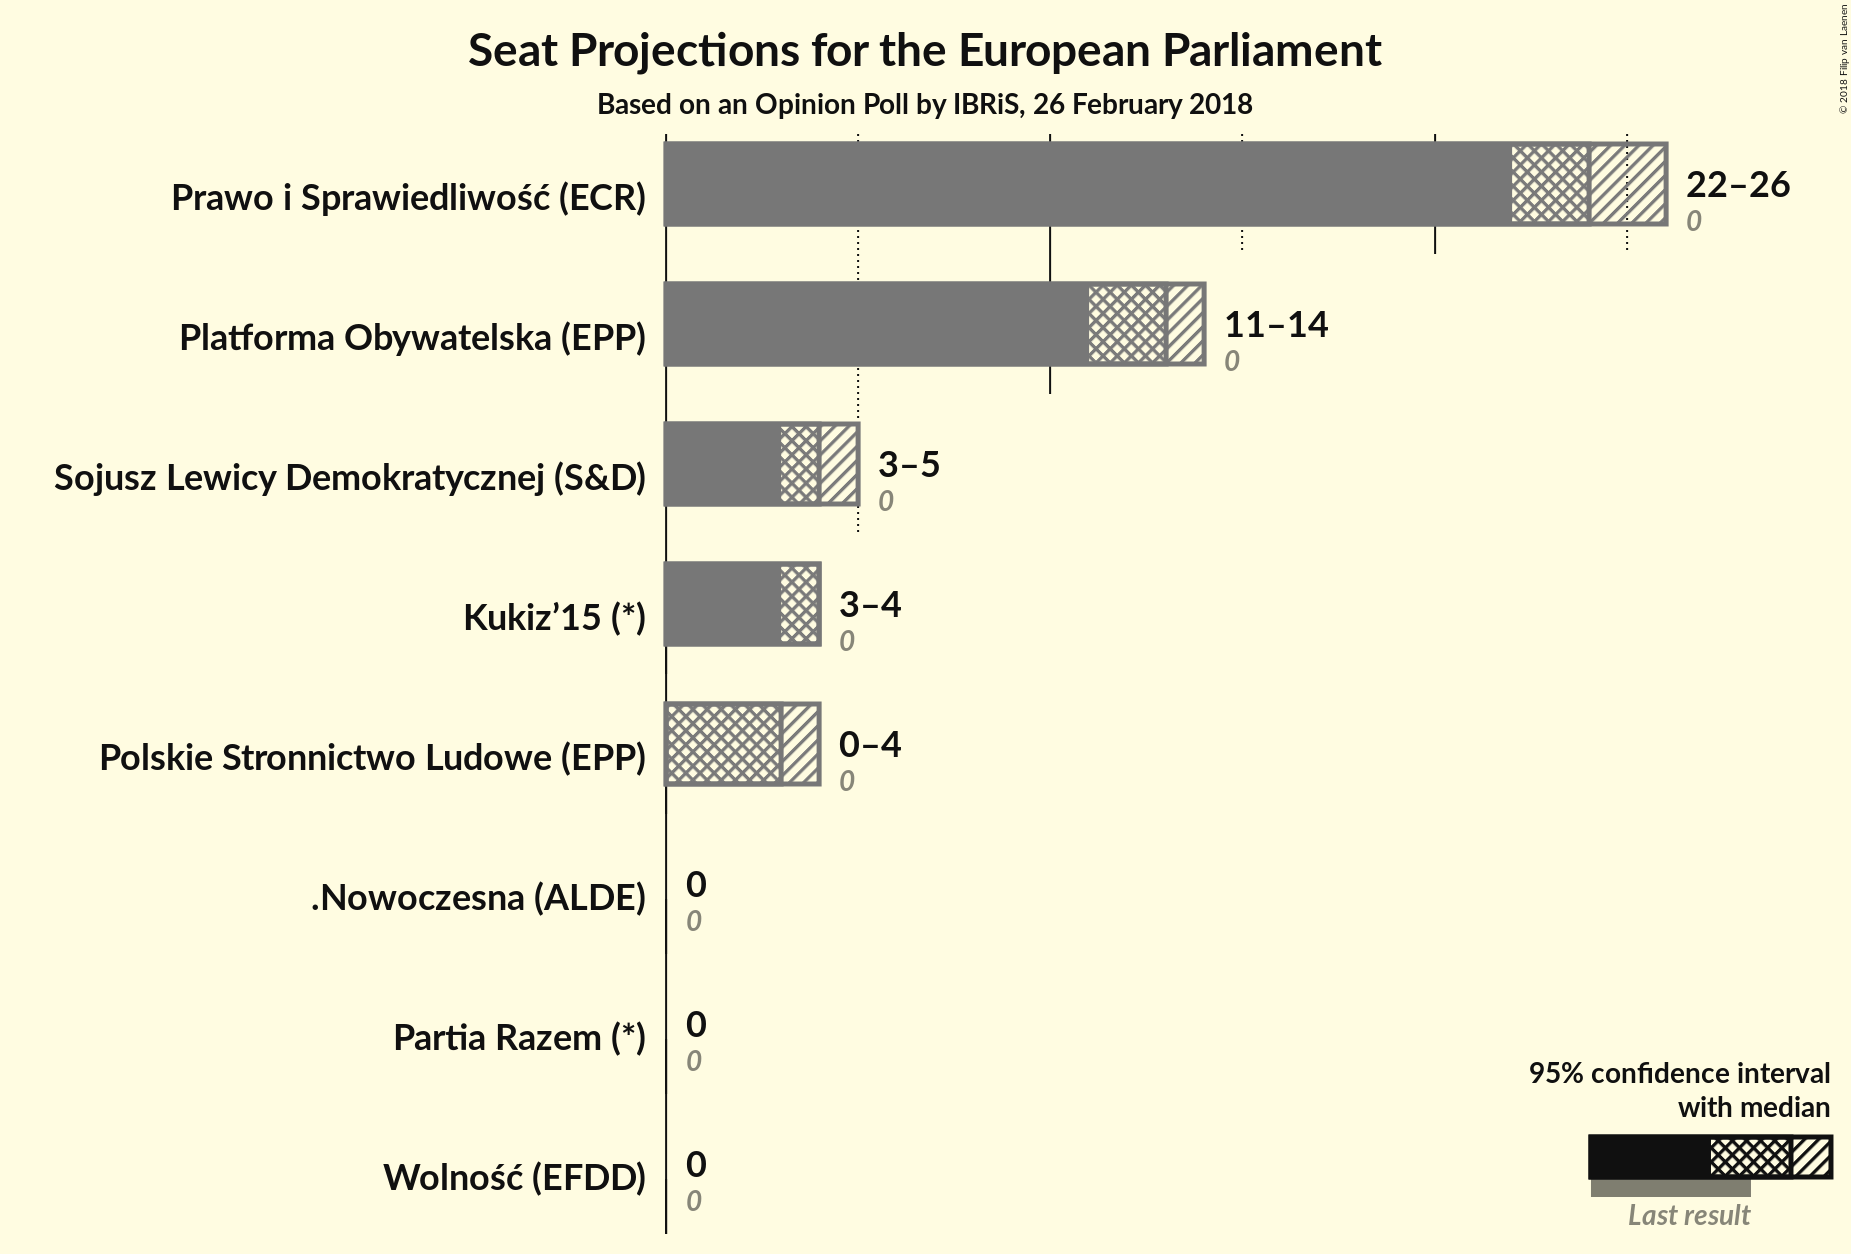 Seat Projections for the European Parliament
Based on an Opinion Poll by IBRiS, 26 February 2018
© 2018 Filip van Laenen
Prawo i Sprawiedliwość (ECR)
22–26
0
Platforma Obywatelska (EPP)
11–14
0
Sojusz Lewicy Demokratycznej (S&D)
3–5
0
Kukiz’15 (*)
3–4
0
Polskie Stronnictwo Ludowe (EPP)
0–4
0
.Nowoczesna (ALDE)
0
0
Partia Razem (*)
0
0
Wolność (EFDD)
0
0
95% confidence interval
with median
Last result